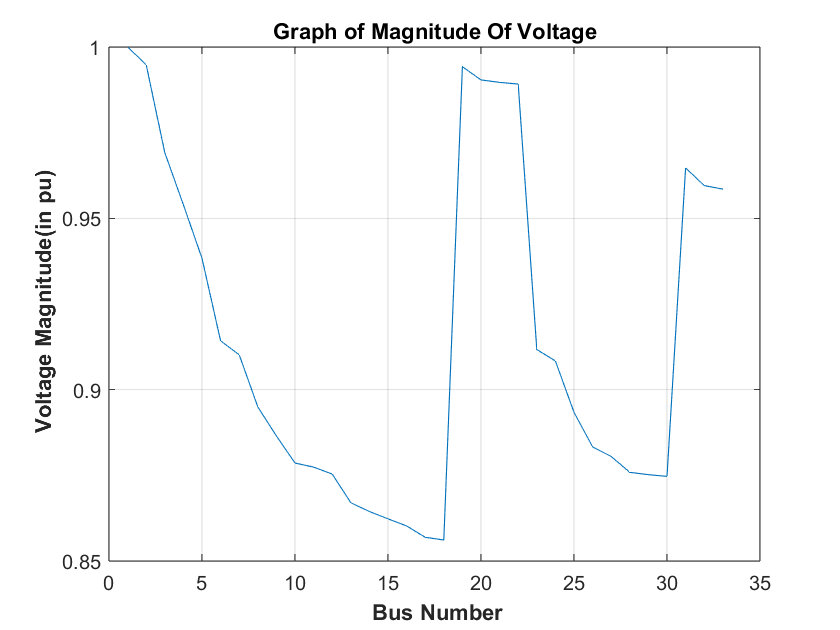 Graph of Magnitude Of Voltage
Voltage Magnitude(in pu)
1
0.95
0.9
0.85
0 5 10 15 20 25 30 35
Bus Number